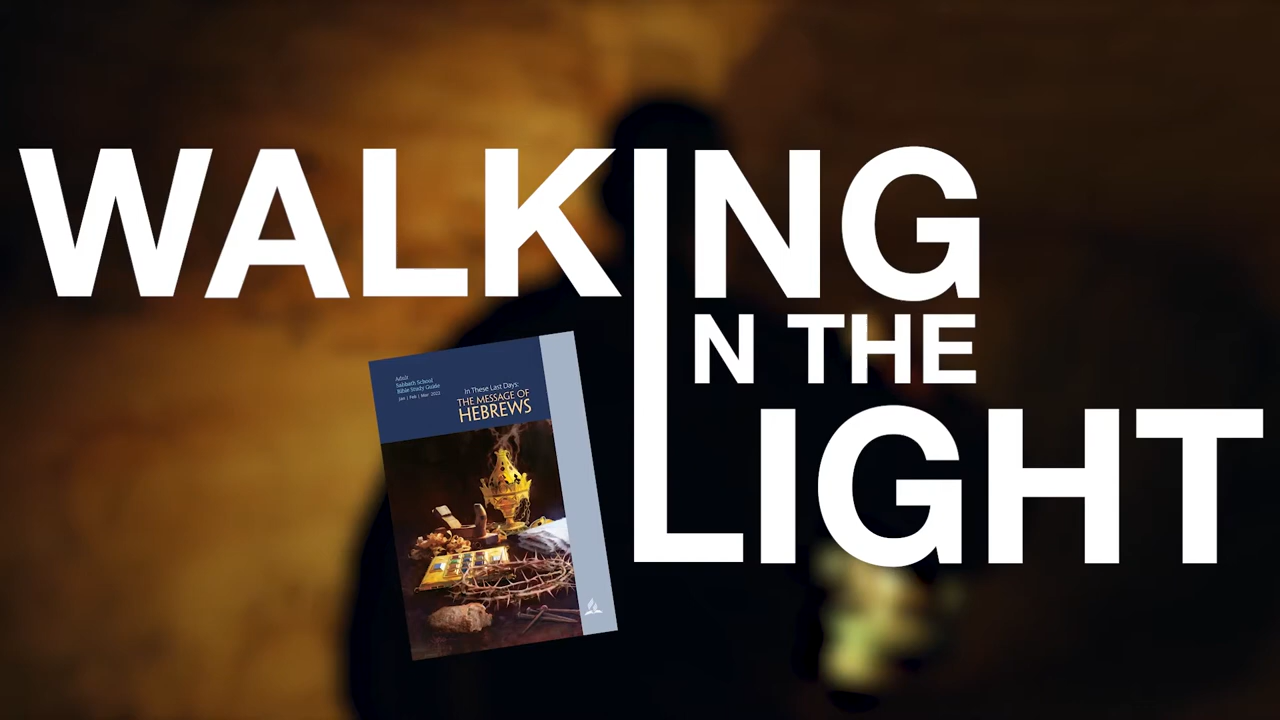 WALKING
IN THE
LIGHT
Adult
Sabbath School
Bible Study Guide
Jan | Feb | Mar 2022
In These Last Days:
THE MESSAGE OF
HEBREWS